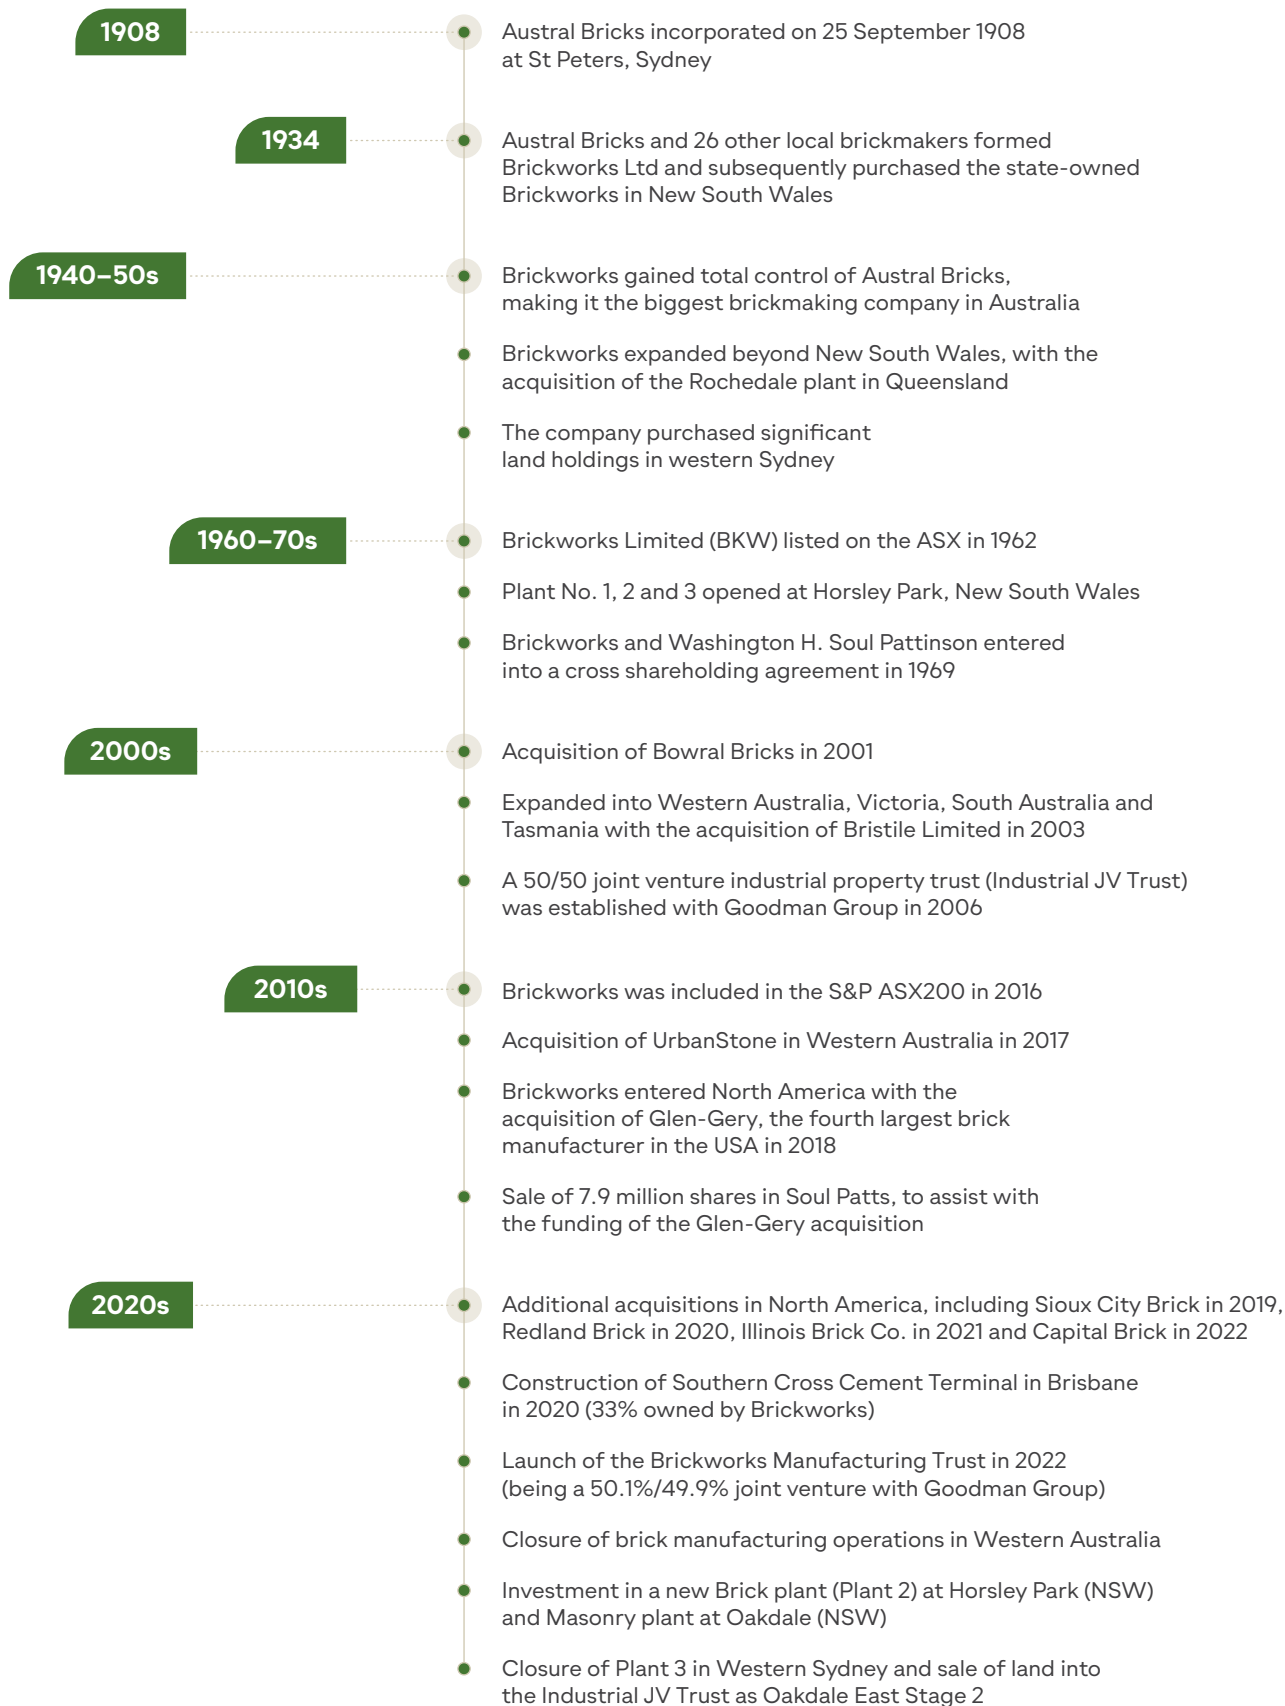 1908
Austral Bricks incorporated on 25 September 1908
at St Peters, Sydney
1934
Austral Bricks and 26 other local brickmakers formed
Brickworks Ltd and subsequently purchased the state-owned
Brickworks in New South Wales
1940–50s
Brickworks gained total control of Austral Bricks,
making it the biggest brickmaking company in Australia
Brickworks expanded beyond New South Wales, with the
acquisition of the Rochedale plant in Queensland
The company purchased significant
land holdings in western Sydney
1960–70s
Brickworks Limited (BKW) listed on the ASX in 1962
Plant No. 1, 2 and 3 opened at Horsley Park, New South Wales
Brickworks and Washington H. Soul Pattinson entered
into a cross shareholding agreement in 1969
2000s
Acquisition of Bowral Bricks in 2001
Expanded into Western Australia, Victoria, South Australia and
Tasmania with the acquisition of Bristile Limited in 2003
A 50/50 joint venture industrial property trust (Industrial JV Trust)
was established with Goodman Group in 2006
2010s
Brickworks was included in the S&P ASX200 in 2016
Acquisition of UrbanStone in Western Australia in 2017
Brickworks entered North America with the
acquisition of Glen-Gery, the fourth largest brick
manufacturer in the USA in 2018
Sale of 7.9 million shares in Soul Patts, to assist with
the funding of the Glen-Gery acquisition
2020s
Additional acquisitions in North America, including Sioux City Brick in 2019,
Redland Brick in 2020, Illinois Brick Co. in 2021 and Capital Brick in 2022
Construction of Southern Cross Cement Terminal in Brisbane
in 2020 (33% owned by Brickworks)
Launch of the Brickworks Manufacturing Trust in 2022
(being a 50.1%/49.9% joint venture with Goodman Group)
Closure of brick manufacturing operations in Western Australia
Investment in a new Brick plant (Plant 2) at Horsley Park (NSW)
and Masonry plant at Oakdale (NSW)
Closure of Plant 3 in Western Sydney and sale of land into
the Industrial JV Trust as Oakdale East Stage 2